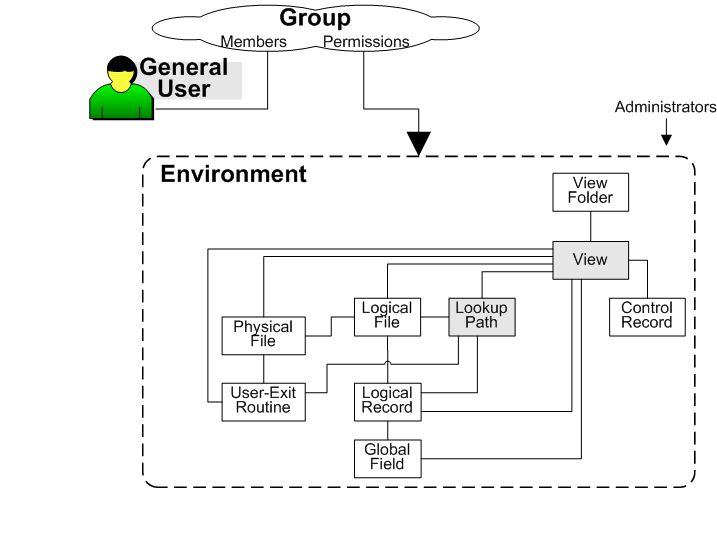 Group
Members Permissions
General
User
Administrators
Environment
View
Folder
View
Logical
File
Lookup
Path
Control
Record
Physical
File
User-Exit
Routine
Logical
Record
Global
Field